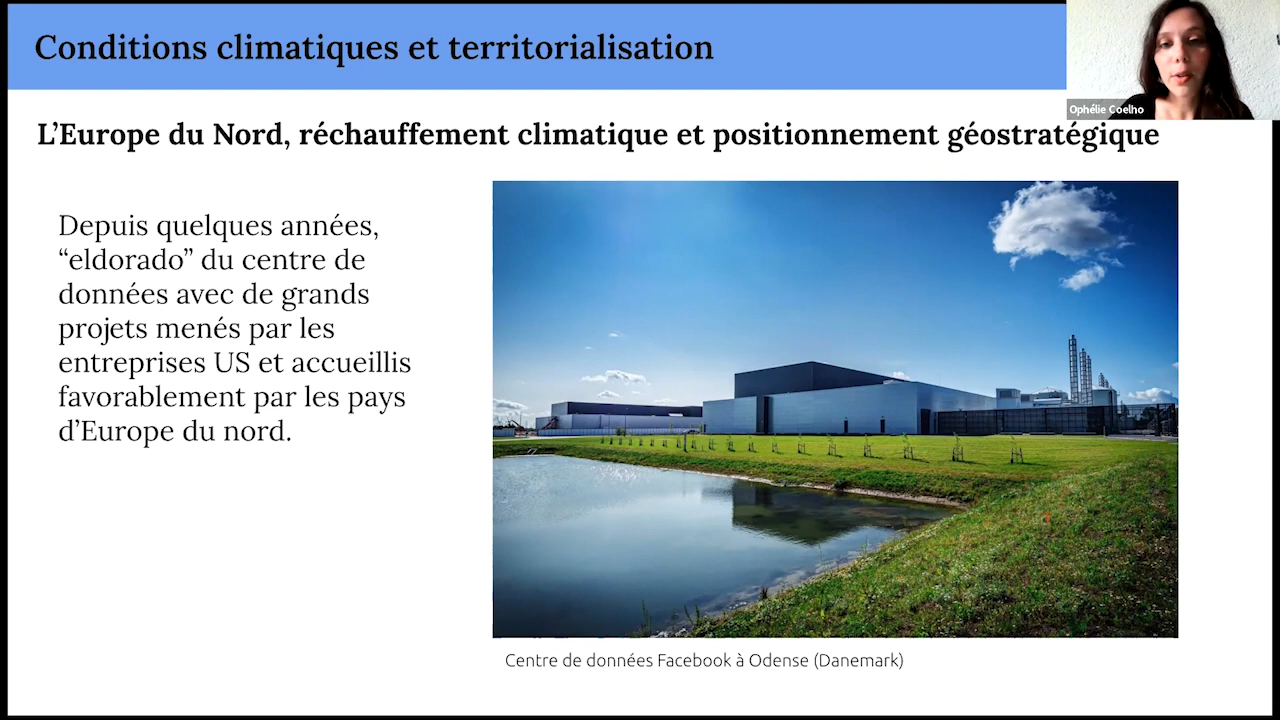 Conditions climatiques et territorialisation
Ophélie Coelho
L’Europe du Nord, réchauffement climatique et positionnement géostratégique
Depuis quelques années,
“eldorado” du centre de
données avec de grands
projets menés par les
entreprises US et accueillis
favorablement par les pays
d’Europe du nord.
Centre de données Facebook à Odense (Danemark)